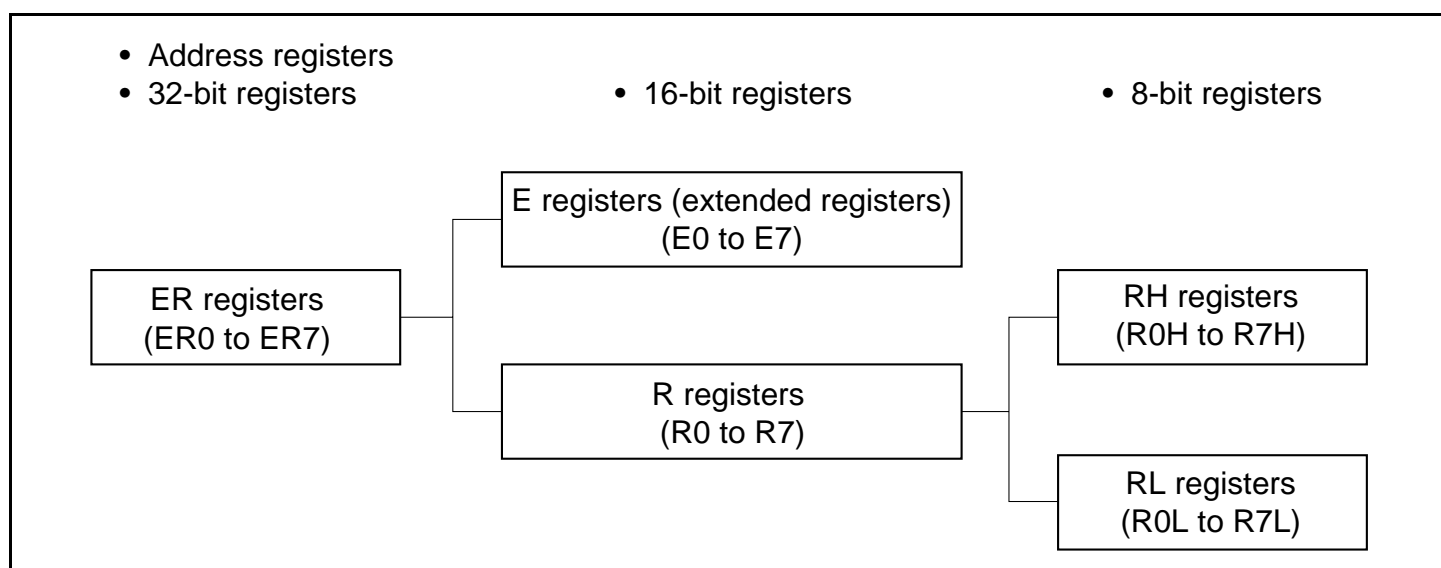 • Address registers
• 32-bit registers
• 16-bit registers
• 8-bit registers
E registers (extended registers)
(E0 to E7)
ER registers
(ER0 to ER7)
RH registers
(R0H to R7H)
R registers
(R0 to R7)
RL registers
(R0L to R7L)